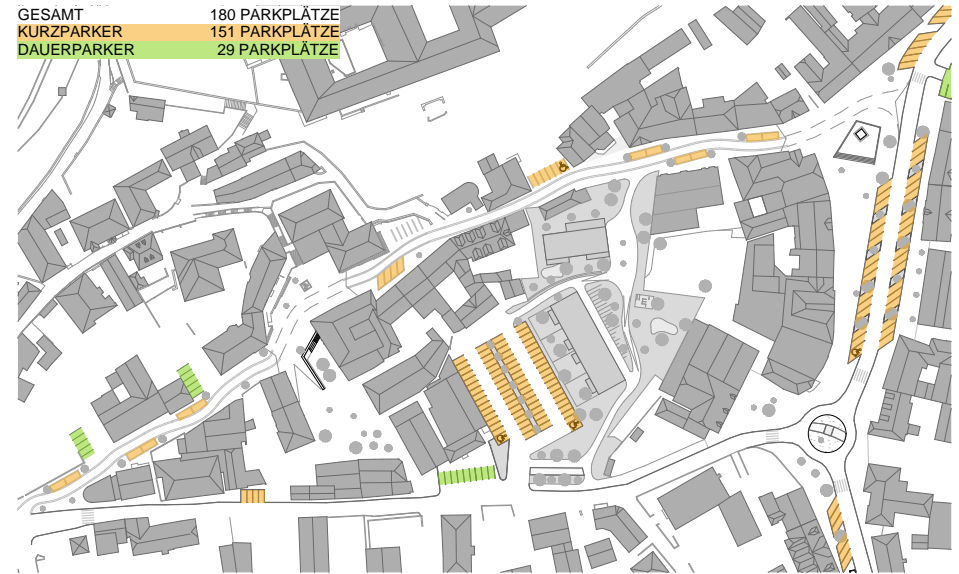 GESAMT 180 PARKPLÄTZE
KURZPARKER 151 PARKPLÄTZE
DAUERPARKER 29 PARKPLÄTZE